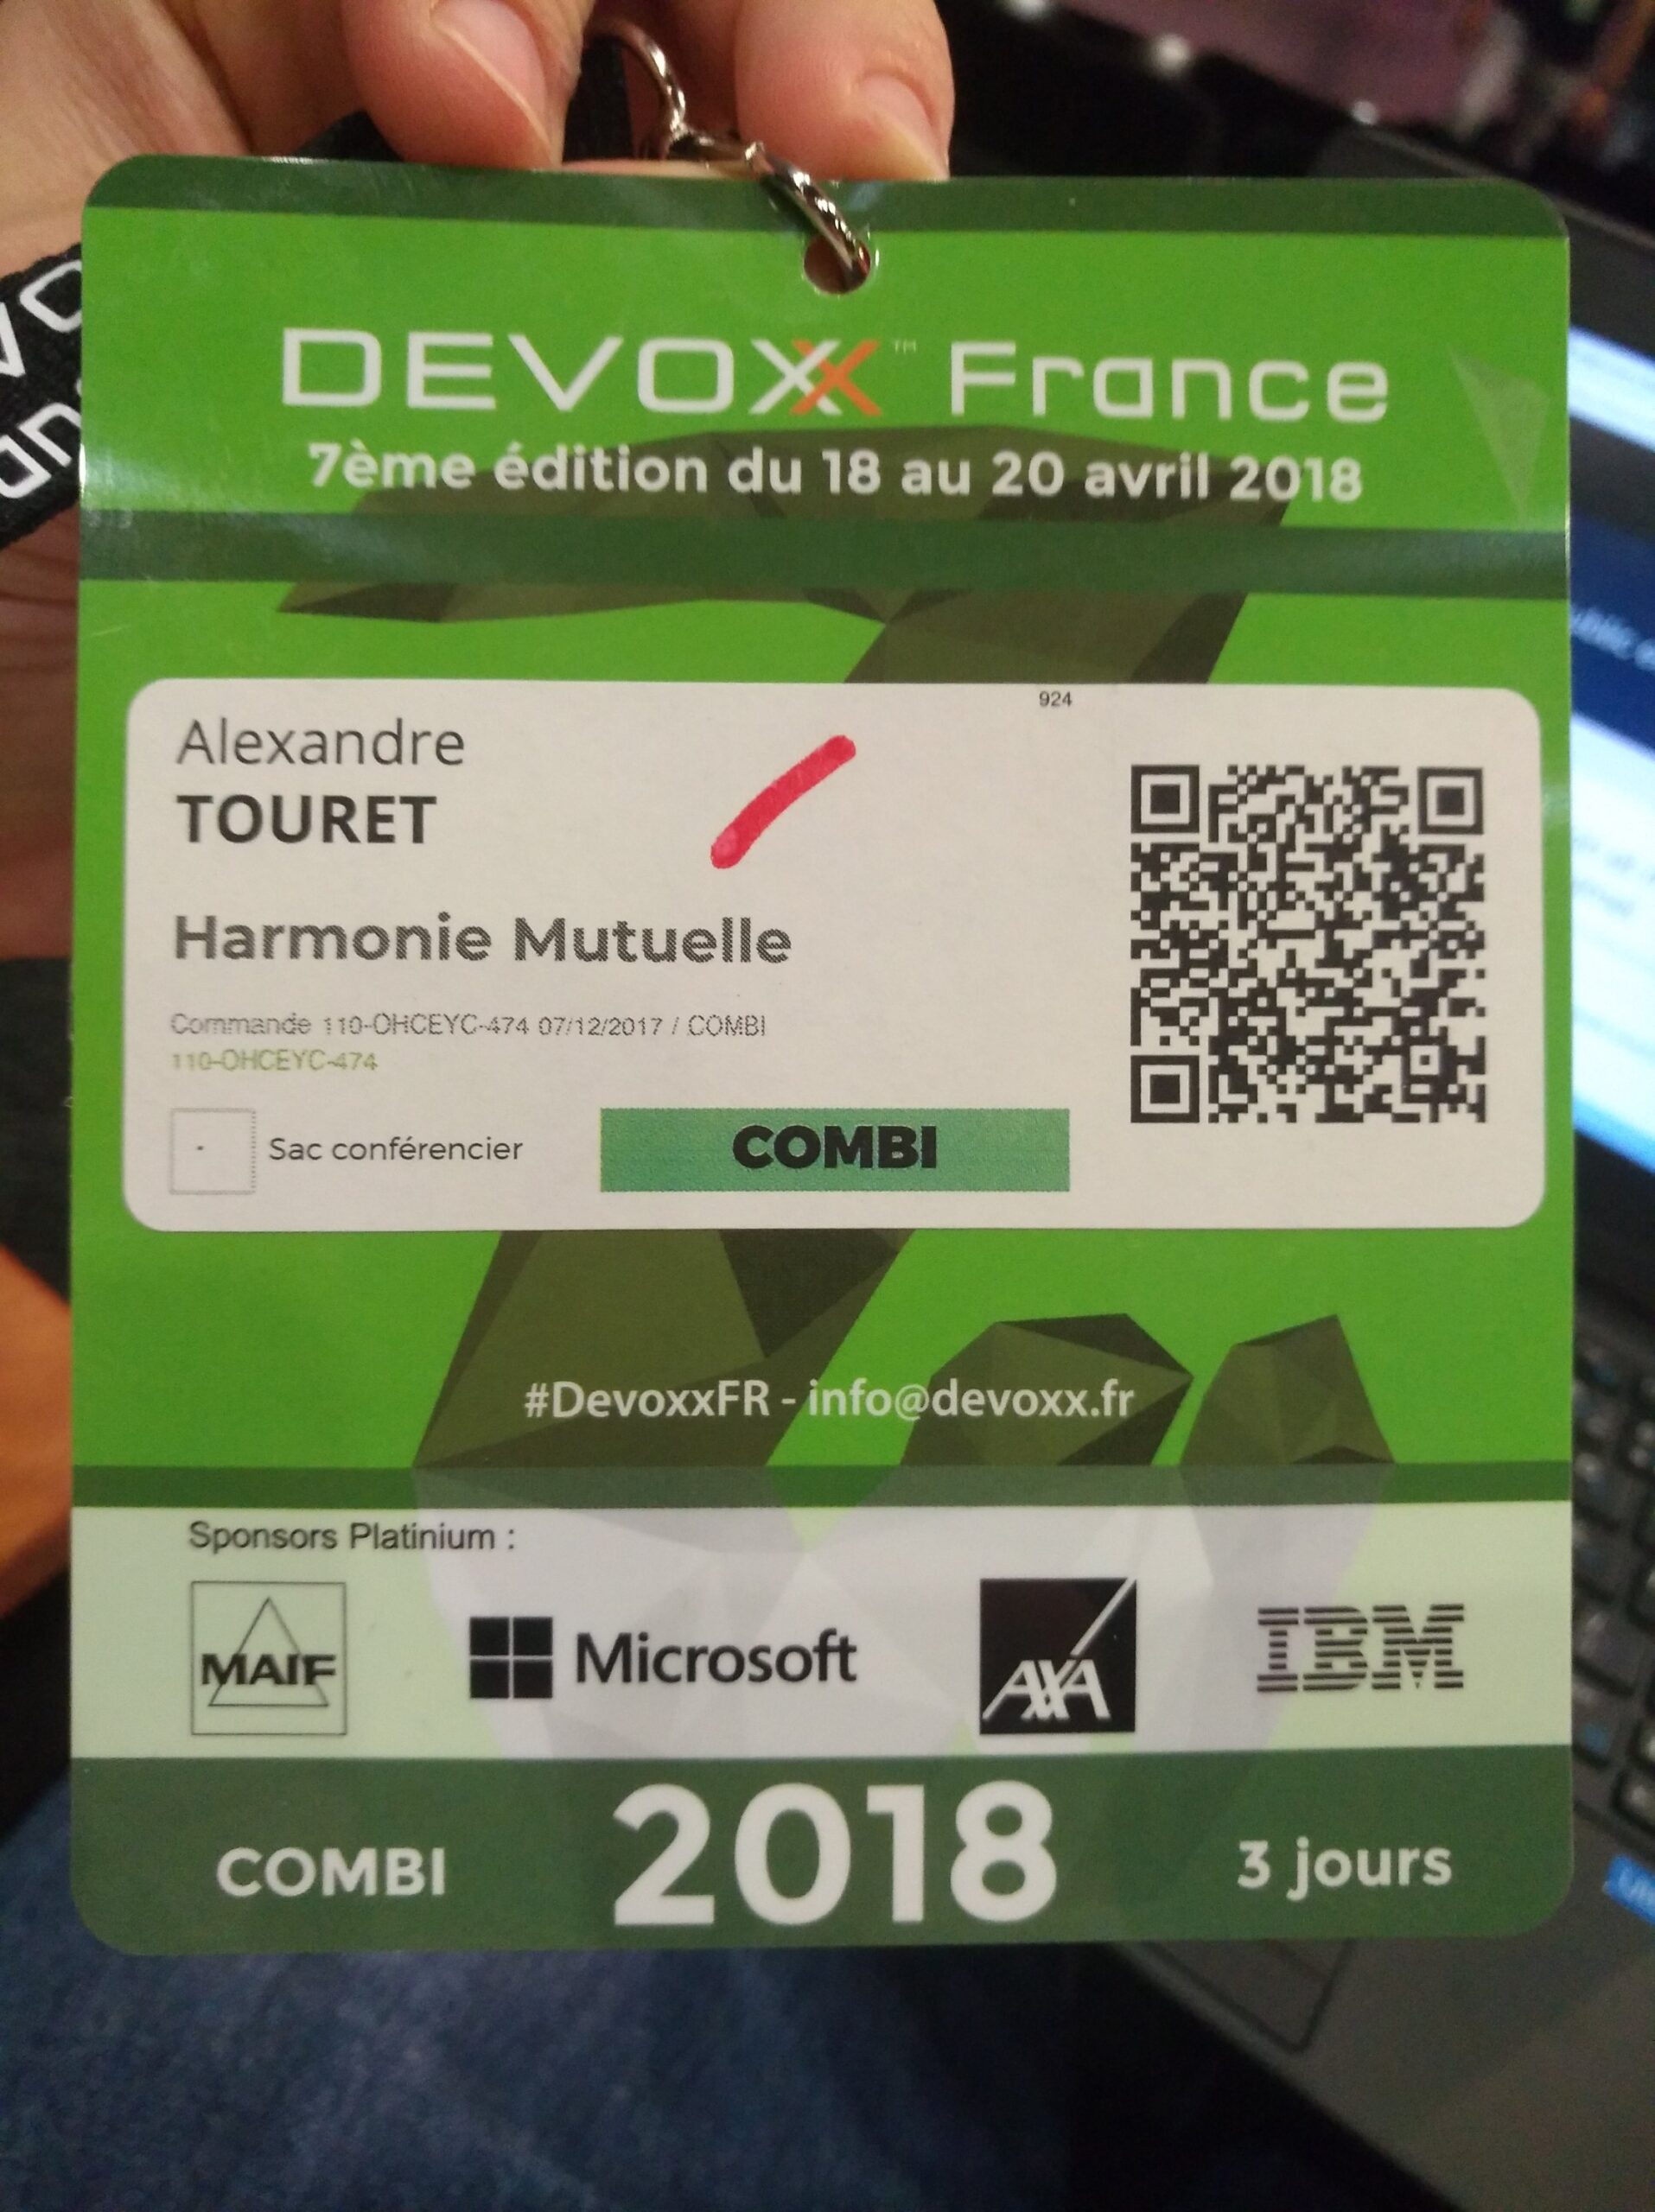 DEVOXX™ France
7ème édition du 18 au 20 avril 2018
924
Alexandre
TOURET
Harmonie Mutuelle
Commande 110-OHCEYC-474 07/12/2017 / COMBI
110-OHCEYC-474
Sac conférencier
COMBI
#DevoxxFR - info@devoxx.fr
Sponsors Platinium :
MAIF
Microsoft
AXA
IBM
COMBI
2018
3 jours